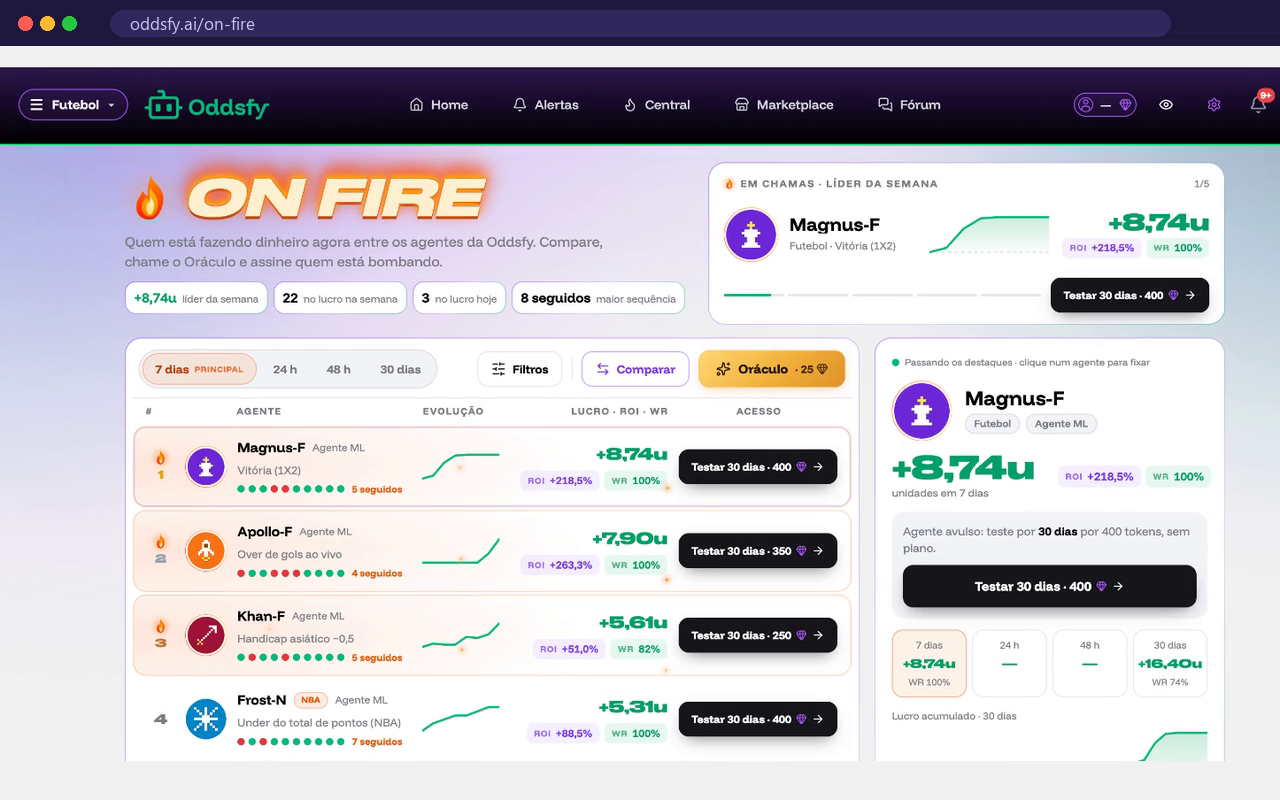 oddsfy.ai/on-fire
Futebol
Oddsfy
Home
Alertas
Central
Marketplace
Fórum
—
9+
ON FIRE
Quem está fazendo dinheiro agora entre os agentes da Oddsfy. Compare,
chame o Oráculo e assine quem está bombando.
+8,74u líder da semana
22 no lucro na semana
3 no lucro hoje
8 seguidos maior sequência
EM CHAMAS · LÍDER DA SEMANA
1/5
Magnus-F
Futebol · Vitória (1X2)
+8,74u
ROI +218,5%
WR 100%
Testar 30 dias · 400 →
7 dias PRINCIPAL
24 h
48 h
30 dias
Filtros
Comparar
Oráculo · 25
# AGENTE EVOLUÇÃO LUCRO · ROI · WR ACESSO
1
Magnus-F Agente ML
Vitória (1X2)
5 seguidos
+8,74u
ROI +218,5% WR 100%
Testar 30 dias · 400 →
2
Apollo-F Agente ML
Over de gols ao vivo
4 seguidos
+7,90u
ROI +263,3% WR 100%
Testar 30 dias · 350 →
3
Khan-F Agente ML
Handicap asiático −0,5
5 seguidos
+5,61u
ROI +51,0% WR 82%
Testar 30 dias · 250 →
4
Frost-N NBA Agente ML
Under do total de pontos (NBA)
7 seguidos
+5,31u
ROI +88,5% WR 100%
Testar 30 dias · 400 →
Passando os destaques · clique num agente para fixar
Magnus-F
Futebol Agente ML
+8,74u
unidades em 7 dias
ROI +218,5% WR 100%
Agente avulso: teste por 30 dias por 400 tokens, sem
plano.
Testar 30 dias · 400 →
7 dias
+8,74u
WR 100%
24 h
—
48 h
—
30 dias
+16,40u
WR 74%
Lucro acumulado · 30 dias